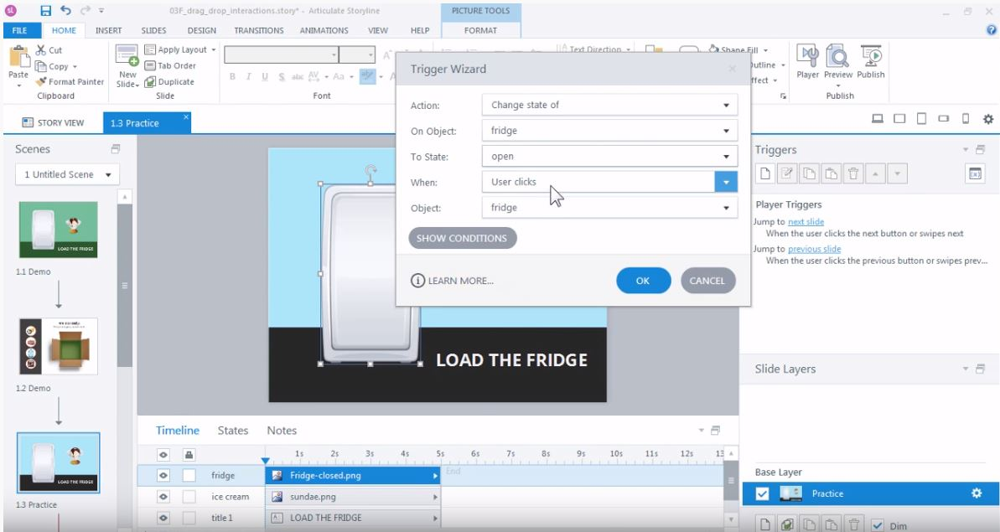 SL
03F_drag_drop_interactions.story* - Articulate Storyline
PICTURE TOOLS
FILE HOME INSERT SLIDES DESIGN TRANSITIONS ANIMATIONS VIEW HELP FORMAT
Paste
Cut
Copy
Format Painter
Clipboard
New
Slide
Apply Layout
Tab Order
Duplicate
Slide
B I U S abc AV Aa
Font
Text Direction
Shape Fill
Outline
ffect
Player Preview Publish
Publish
STORY VIEW
1.3 Practice
Scenes
1 Untitled Scene
LOAD THE FRIDGE
1.1 Demo
1.2 Demo
LOAD THE FRIDGE
1.3 Practice
LOAD THE FRIDGE
Trigger Wizard
Action: Change state of
On Object: fridge
To State: open
When: User clicks
Object: fridge
SHOW CONDITIONS
LEARN MORE...
OK CANCEL
Triggers
Player Triggers
Jump to next slide
When the user clicks the next button or swipes next
Jump to previous slide
When the user clicks the previous button or swipes prev...
Slide Layers
Base Layer
Practice
Dim
Timeline States Notes
1s 2s 3s 4s 5s 6s 7s 8s 9s 10s 11s 12s 13
fridge Fridge-closed.png End
ice cream sundae.png
title 1 LOAD THE FRIDGE